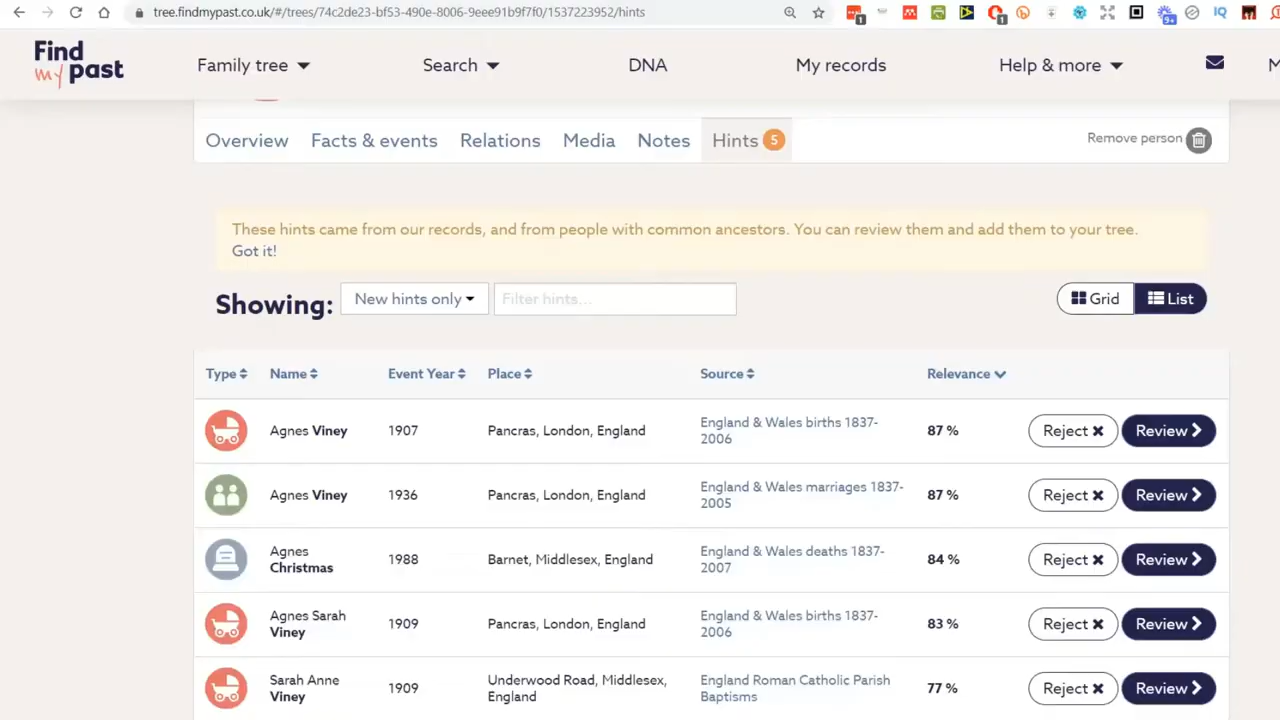 tree.findmypast.co.uk/#/trees/74c2de23-bf53-490e-8006-9eee91b9f7f0/1537223952/hints
1
1
9+
IQ
Find
my past
Family tree
Search
DNA
My records
Help & more
M
Overview
Facts & events
Relations
Media
Notes
Hints 5
Remove person
These hints came from our records, and from people with common ancestors. You can review them and add them to your tree.
Got it!
Showing:
New hints only
Filter hints...
Grid
List
Type Name Event Year Place Source Relevance
Agnes Viney 1907 Pancras, London, England England & Wales births 1837-
2006 87 % Reject Review
Agnes Viney 1936 Pancras, London, England England & Wales marriages 1837-
2005 87 % Reject Review
Agnes
Christmas 1988 Barnet, Middlesex, England England & Wales deaths 1837-
2007 84 % Reject Review
Agnes Sarah
Viney 1909 Pancras, London, England England & Wales births 1837-
2006 83 % Reject Review
Sarah Anne
Viney 1909 Underwood Road, Middlesex,
England England Roman Catholic Parish
Baptisms 77 % Reject Review